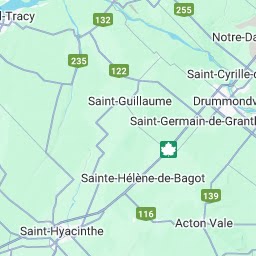 255
132
l-Tracy
Notre-Da
235
122
Saint-Cyrille-d
Saint-Guillaume
Drummondv
Saint-Germain-de-Granth
Sainte-Hélène-de-Bagot
139
116
Acton Vale
Saint-Hyacinthe